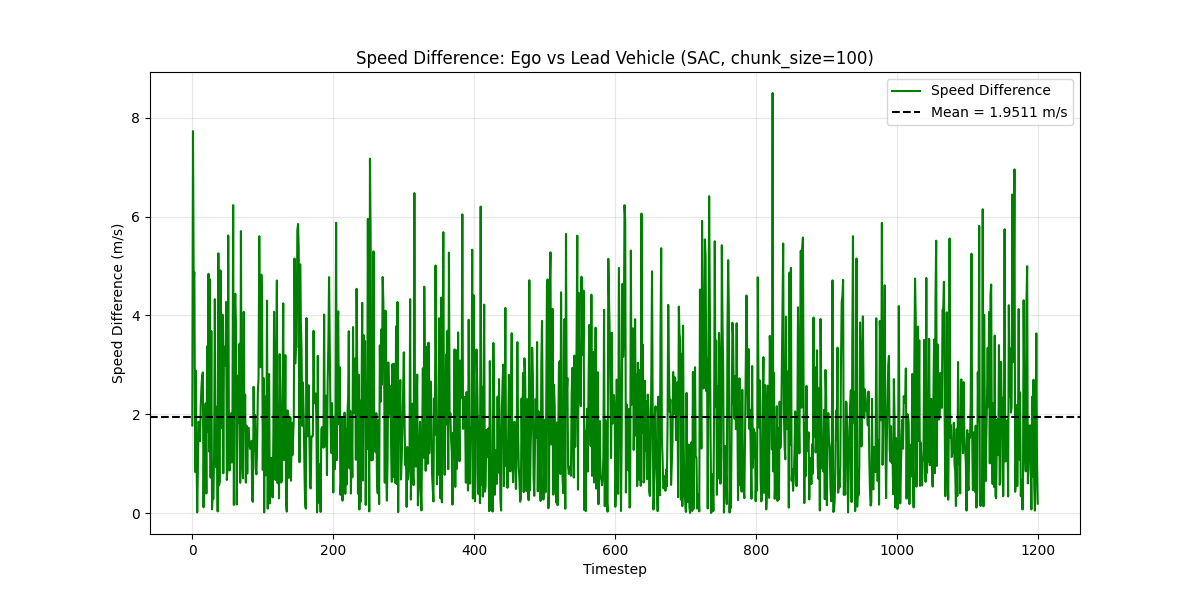 Speed Difference: Ego vs Lead Vehicle (SAC, chunk_size=100)
Speed Difference
Mean = 1.9511 m/s
Speed Difference (m/s)
8
6
4
2
0
0 200 400 600 800 1000 1200
Timestep